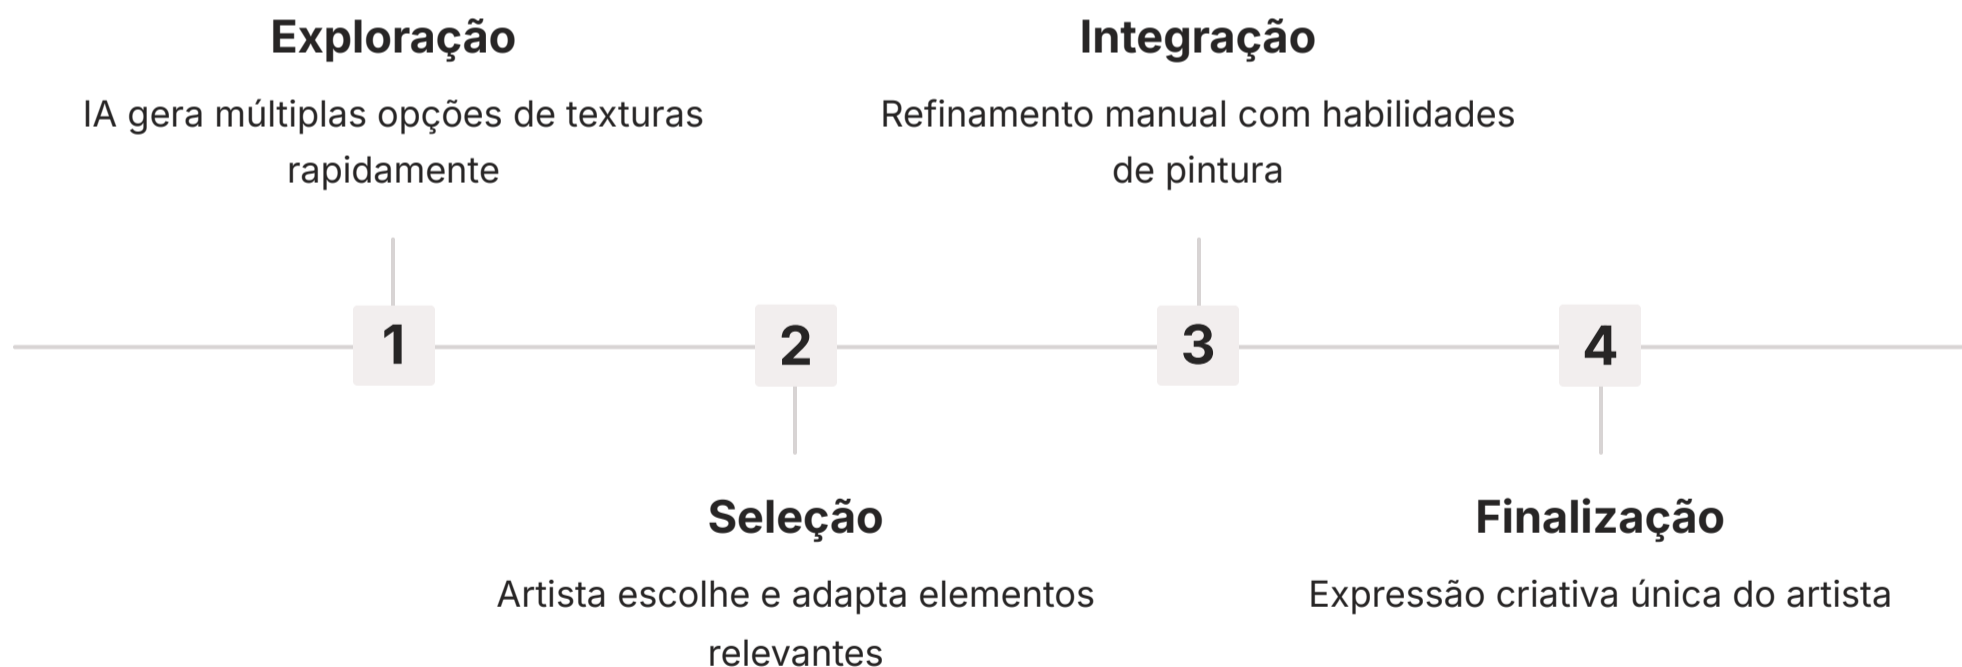 Exploração
IA gera múltiplas opções de texturas
rapidamente
1
2
Seleção
Artista escolhe e adapta elementos
relevantes
Integração
Refinamento manual com habilidades
de pintura
3
4
Finalização
Expressão criativa única do artista